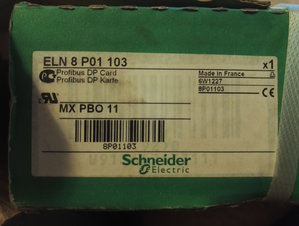 ELN 8 P01 103 x1
Profibus DP Card
Profibus DP Karte
Made in France
6W1227
8P01103
MX PBO 11
8P01103
Schneider
Electric